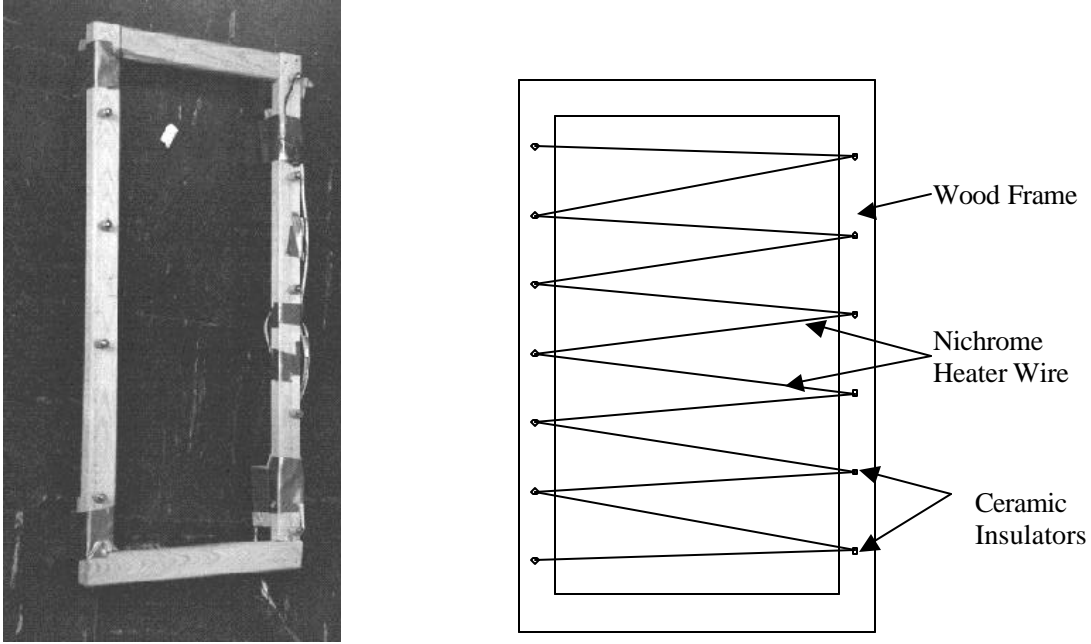 Wood Frame
Nichrome
Heater Wire
Ceramic
Insulators